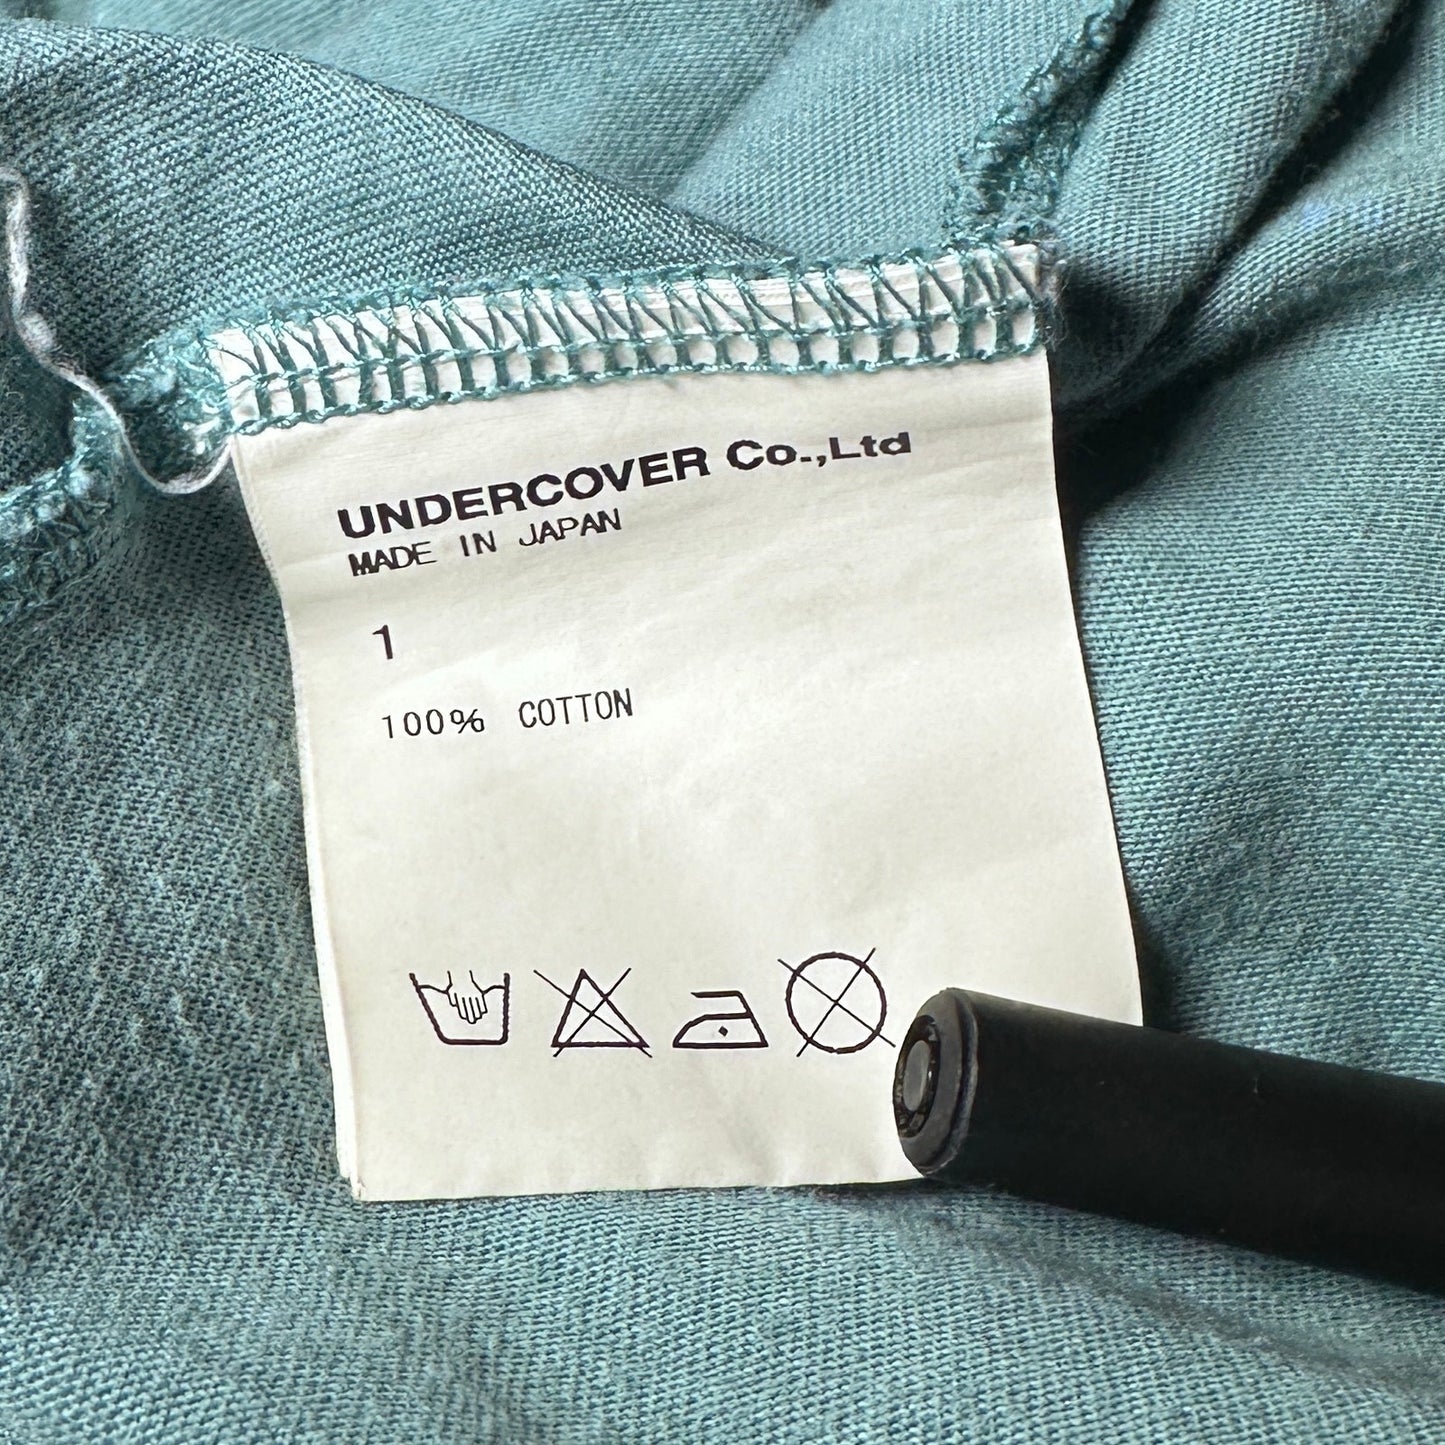 UNDERCOVER Co.,Ltd
MADE IN JAPAN
1
100% COTTON